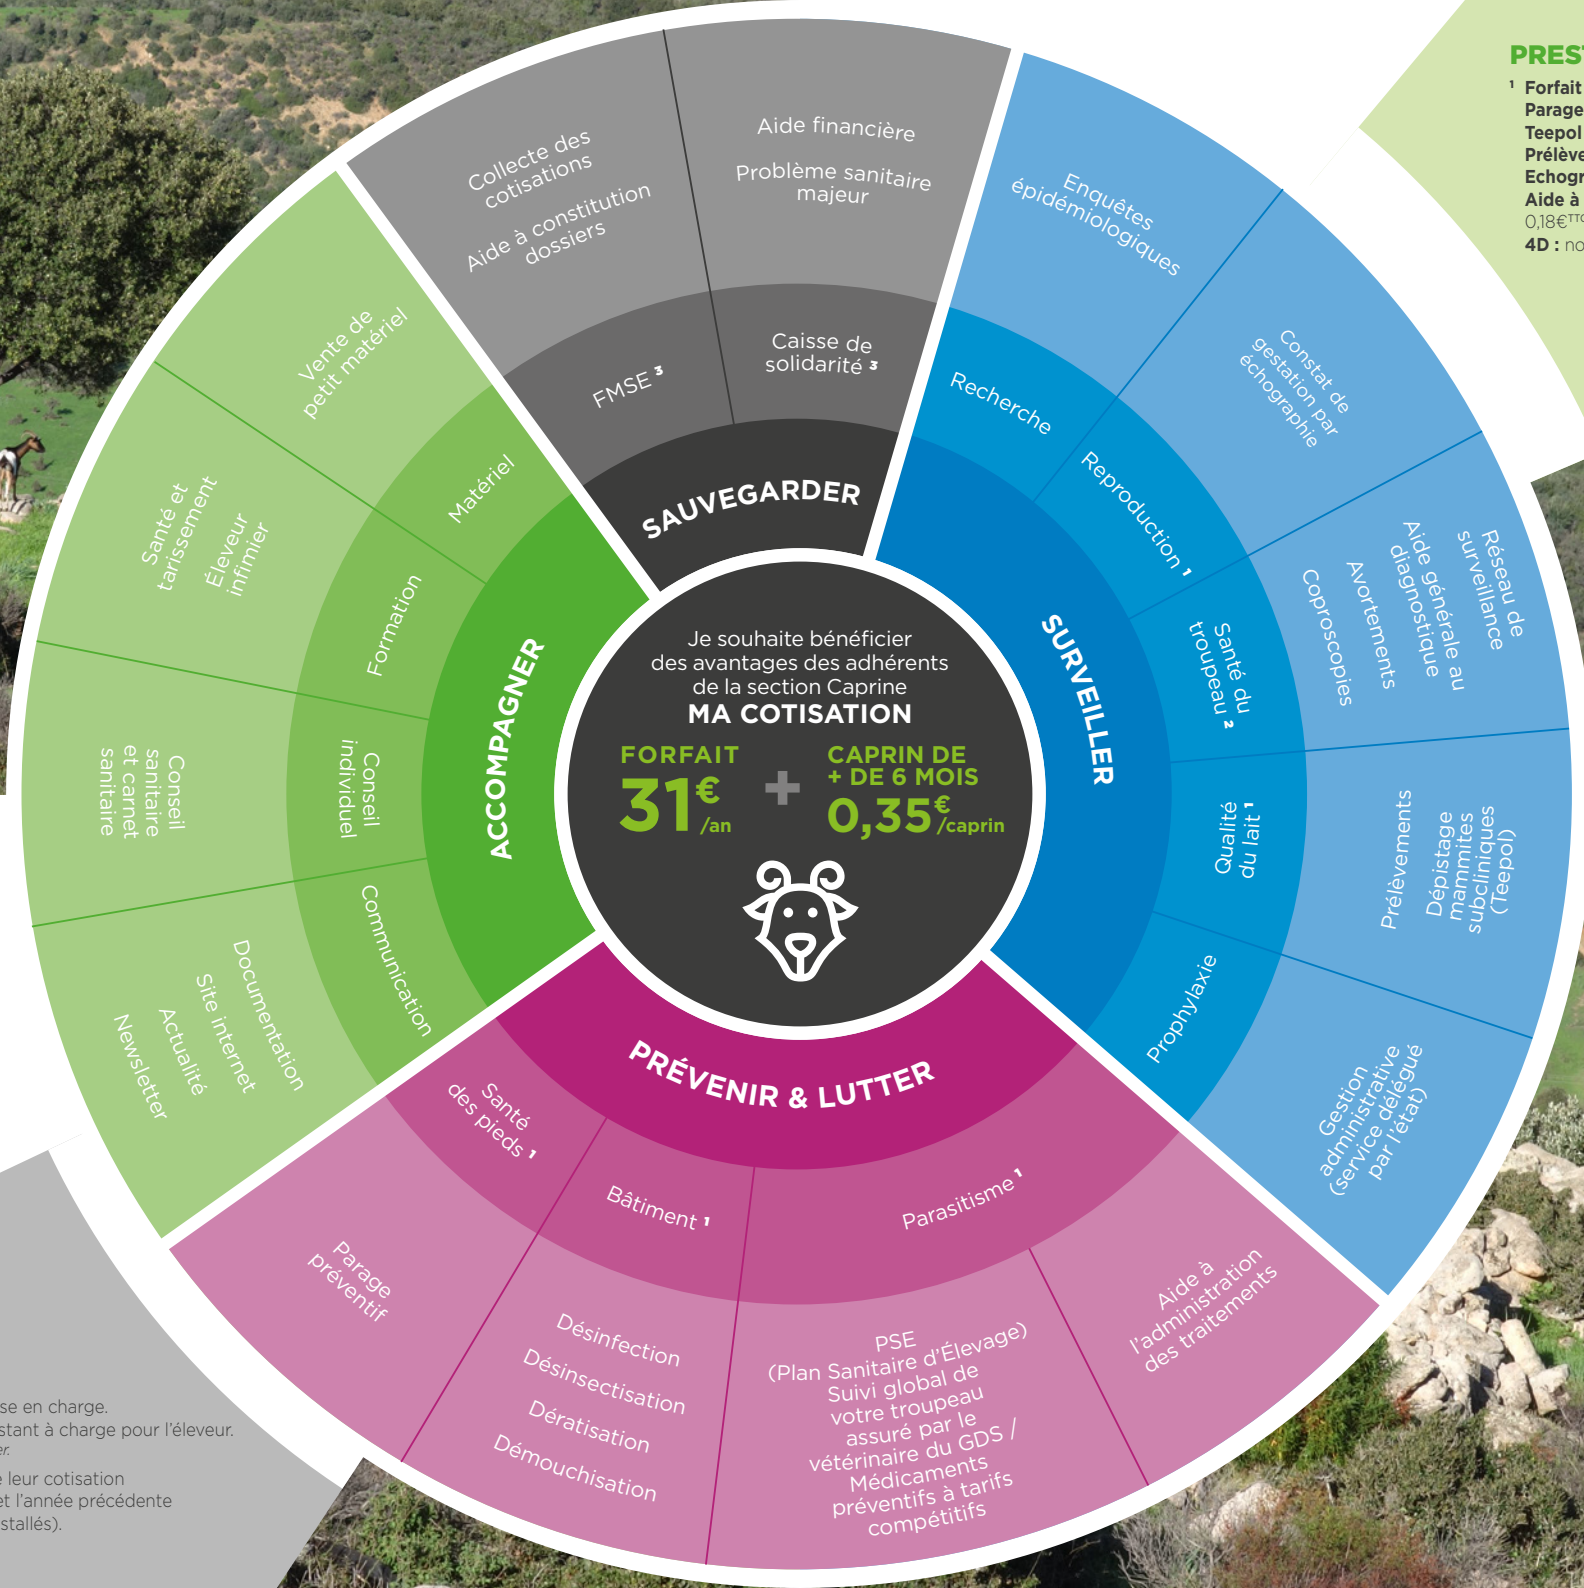 Je souhaite bénéficier
des avantages des adhérents
de la section Caprine
MA COTISATION
FORFAIT
31€
/an
+
CAPRIN DE
+ DE 6 MOIS
0,35€
/caprin
SAUVEGARDER
FMSE ³
Collecte des
cotisations
Aide à constitution
dossiers
Caisse de
solidarité ³
Aide financière
Problème sanitaire
majeur
SURVEILLER
Recherche
Enquêtes
épidémiologiques
Reproduction ¹
Constat de
gestation par
échographie
Santé du
troupeau ²
Réseau de
surveillance
Aide générale au
diagnostique
Avortements
Coproscopies
Qualité
du lait ¹
Prélèvements
Dépistage
mammites
subcliniques
(Teepol)
Prophylaxie
Gestion
administrative
(service délégué
par l'état)
PRÉVENIR & LUTTER
Parasitisme ¹
Aide à
l'administration
des traitements
PSE
(Plan Sanitaire d'Élevage)
Suivi global de
votre troupeau
assuré par le
vétérinaire du GDS /
Médicaments
préventifs à tarifs
compétitifs
Bâtiment ¹
Désinfection
Désinsectisation
Dératisation
Démouchisation
Santé
des pieds ¹
Parage
préventif
ACCOMPAGNER
Communication
Documentation
Site internet
Actualité
Newsletter
Conseil
individuel
Conseil
sanitaire
et carnet
sanitaire
Formation
Santé et
tarissement
Éleveur
infimier
Matériel
Vente de
petit matériel
PREST
¹ Forfait
Parage
Teepol
Prélève
Echogr
Aide à
0,18€TTC
4D : no
se en charge.
stant à charge pour l'éleveur.
er.
e leur cotisation
et l'année précédente
stallés).